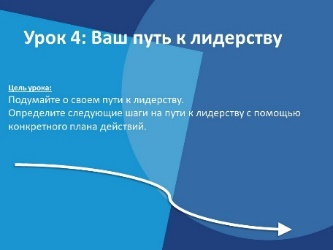 Урок 4: Ваш путь к лидерству
Цель урока:
Подумайте о своем пути к лидерству.
Определите следующие шаги на пути к лидерству с помощью
конкретного плана действий.